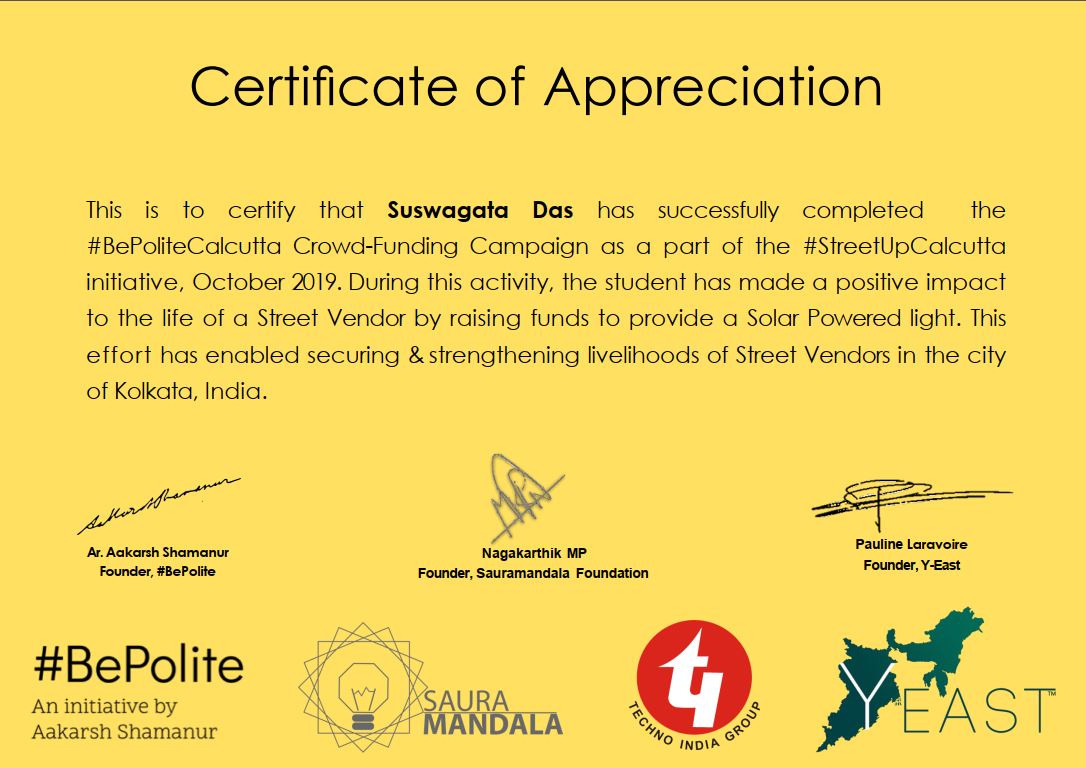 Certificate of Appreciation
This is to certify that Suswagata Das has successfully completed the
#BePoliteCalcutta Crowd-Funding Campaign as a part of the #StreetUpCalcutta
initiative, October 2019. During this activity, the student has made a positive impact
to the life of a Street Vendor by raising funds to provide a Solar Powered light. This
effort has enabled securing & strengthening livelihoods of Street Vendors in the city
of Kolkata, India.
Ar. Aakarsh Shamanur
Founder, #BePolite
Nagakarthik MP
Founder, Sauramandala Foundation
Pauline Laravoire
Founder, Y-East
#BePolite
An initiative by
Aakarsh Shamanur
SAURA
MANDALA
TECHNO INDIA GROUP
YEAST™